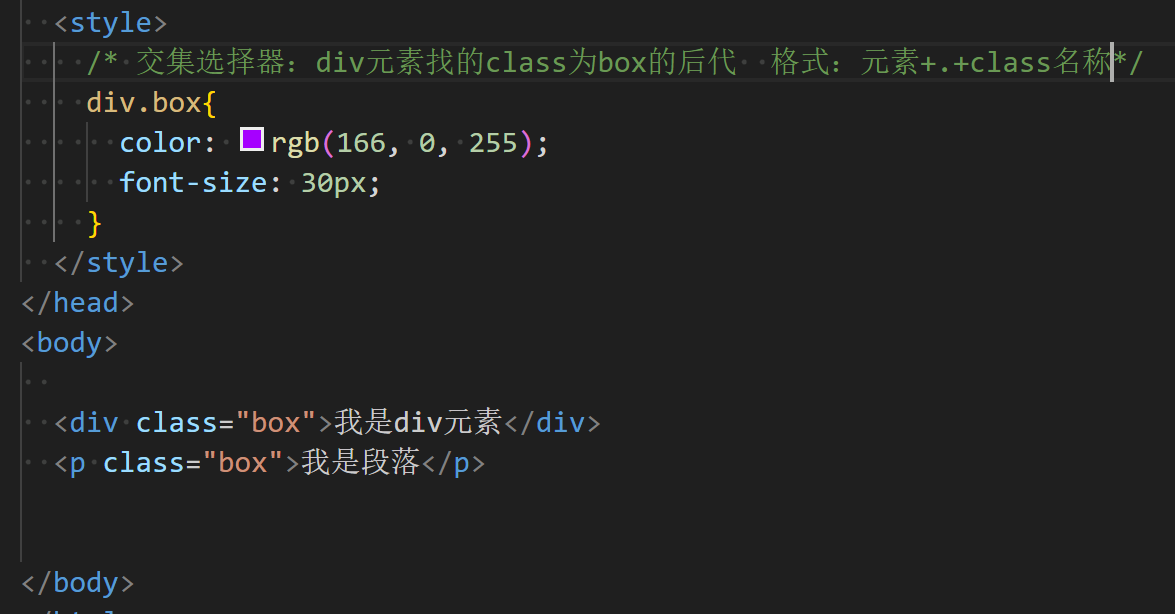 <style>
/* 交集选择器：div元素找的class为box的后代  格式：元素+.+class名称*/
div.box{
color: rgb(166, 0, 255);
font-size: 30px;
}
</style>
</head>
<body>
<div class="box">我是div元素</div>
<p class="box">我是段落</p>
</body>